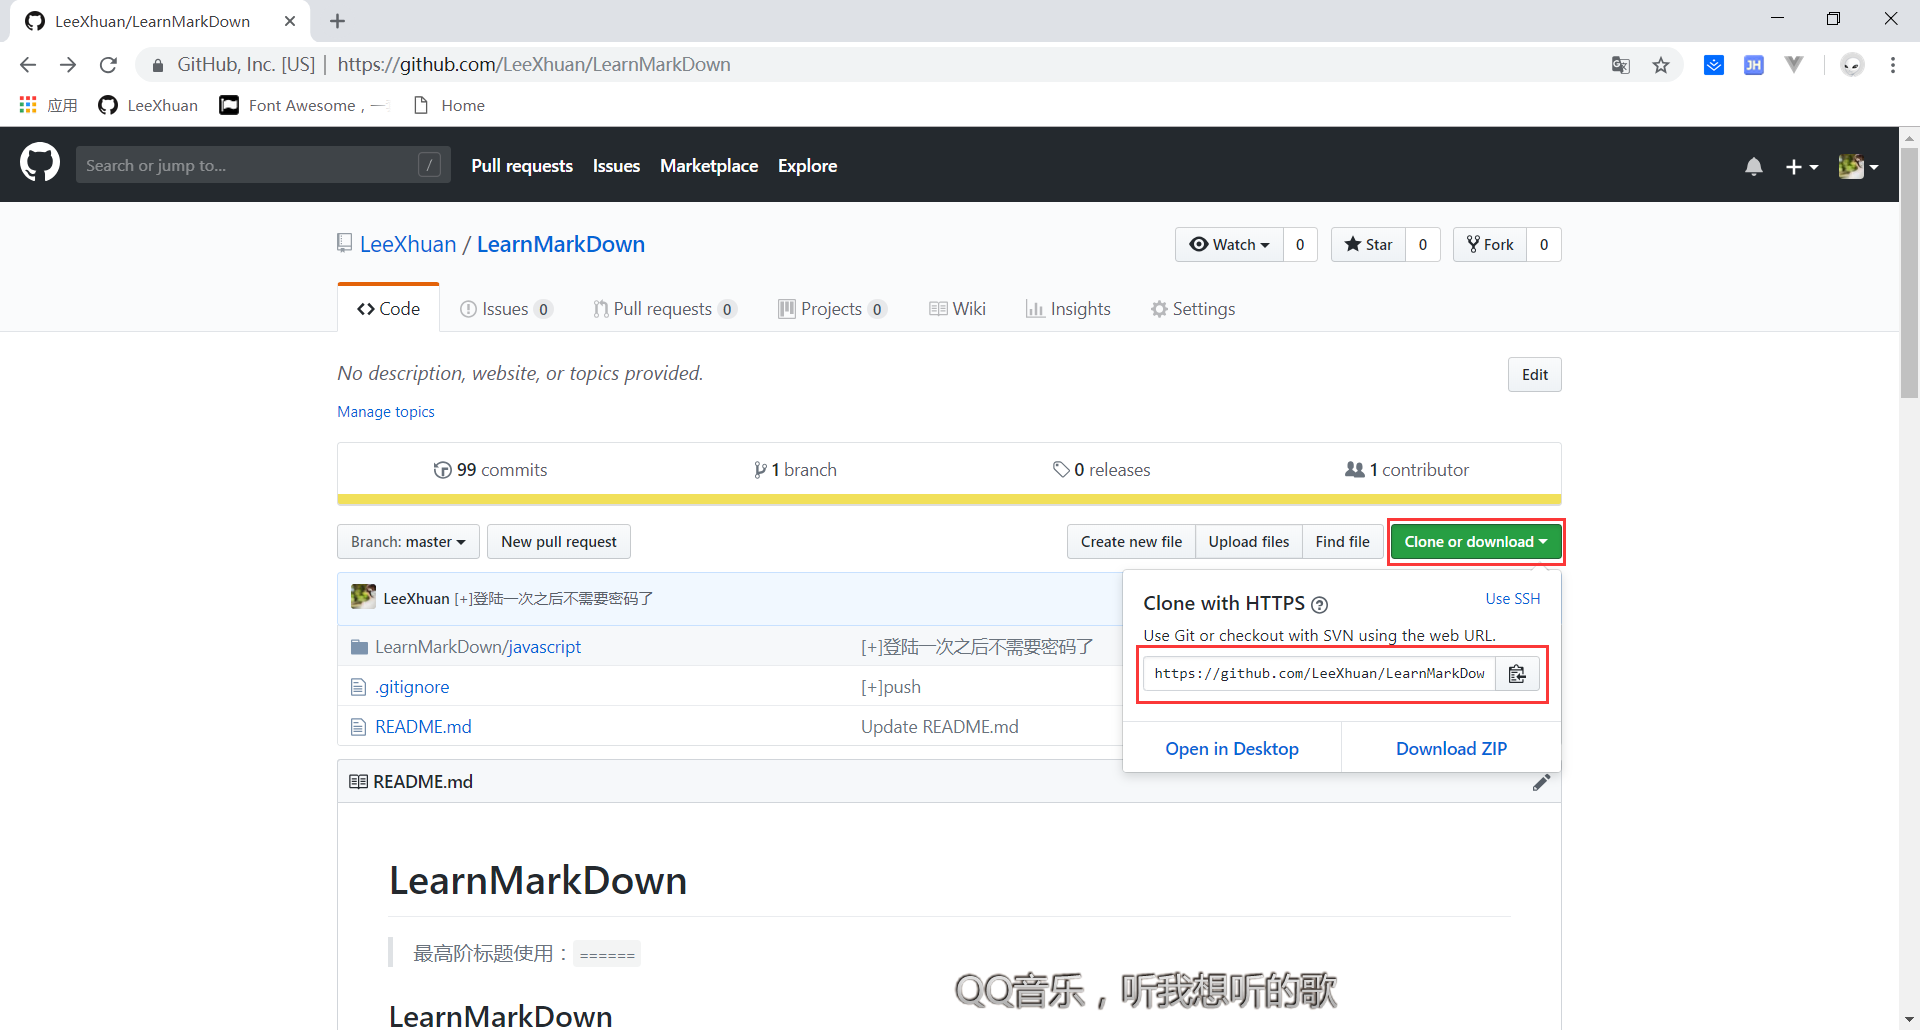 LeeXhuan/LearnMarkDown
GitHub, Inc. [US] | https://github.com/LeeXhuan/LearnMarkDown
JH
应用 LeeXhuan Font Awesome，一 Home
Search or jump to... / Pull requests Issues Marketplace Explore
LeeXhuan / LearnMarkDown Watch 0 Star 0 Fork 0
Code Issues 0 Pull requests 0 Projects 0 Wiki Insights Settings
No description, website, or topics provided. Edit
Manage topics
99 commits 1 branch 0 releases 1 contributor
Branch: master New pull request Create new file Upload files Find file Clone or download
LeeXhuan [+]登陆一次之后不需要密码了
LearnMarkDown/javascript [+]登陆一次之后不需要密码了
.gitignore [+]push
README.md Update README.md
Clone with HTTPS Use SSH
Use Git or checkout with SVN using the web URL.
https://github.com/LeeXhuan/LearnMarkDow
Open in Desktop Download ZIP
README.md
LearnMarkDown
最高阶标题使用：======
LearnMarkDown
QQ音乐，听我想听的歌